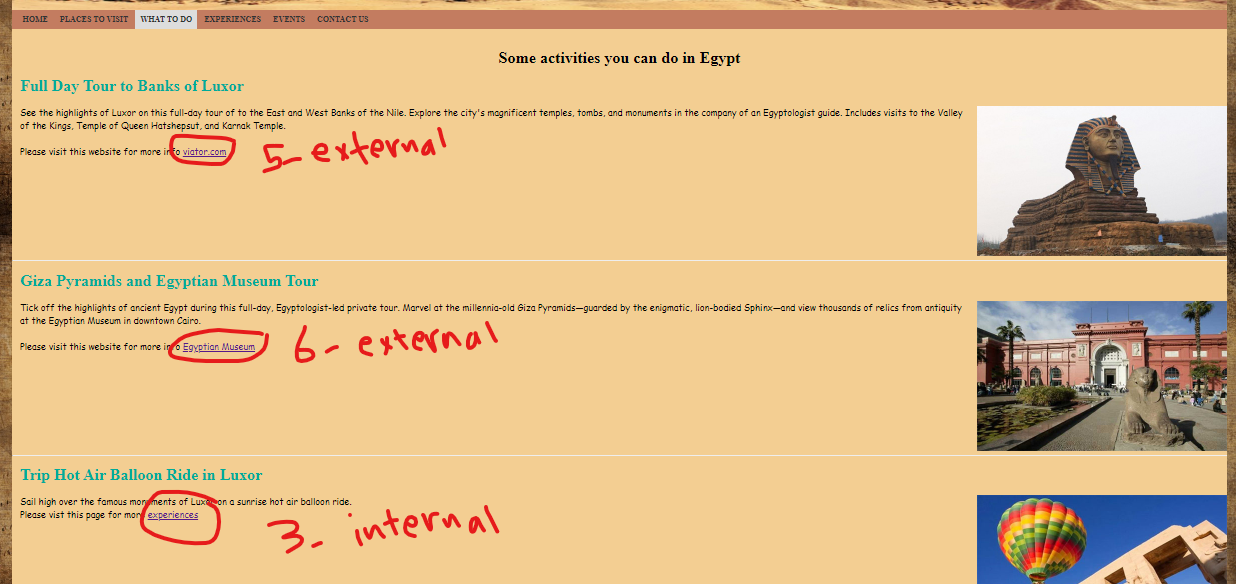 HOME PLACES TO VISIT WHAT TO DO EXPERIENCES EVENTS CONTACT US
Some activities you can do in Egypt
Full Day Tour to Banks of Luxor
See the highlights of Luxor on this full-day tour of to the East and West Banks of the Nile. Explore the city's magnificent temples, tombs, and monuments in the company of an Egyptologist guide. Includes visits to the Valley
of the Kings, Temple of Queen Hatshepsut, and Karnak Temple.
Please visit this website for more info viator.com
5- external
Giza Pyramids and Egyptian Museum Tour
Tick off the highlights of ancient Egypt during this full-day, Egyptologist-led private tour. Marvel at the millennia-old Giza Pyramids—guarded by the enigmatic, lion-bodied Sphinx—and view thousands of relics from antiquity
at the Egyptian Museum in downtown Cairo.
Please visit this website for more info Egyptian Museum
6- external
Trip Hot Air Balloon Ride in Luxor
Sail high over the famous monuments of Luxor on a sunrise hot air balloon ride.
Please vist this page for more experiences
3- internal